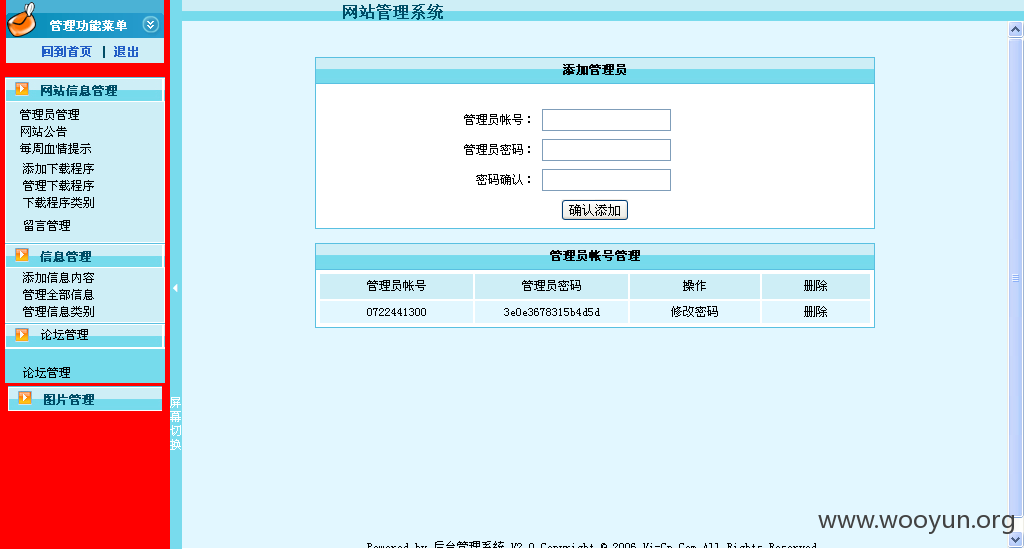 管理功能菜单
回到首页 | 退出
网站信息管理
管理员管理
网站公告
每周血情提示
添加下载程序
管理下载程序
下载程序类别
留言管理
信息管理
添加信息内容
管理全部信息
管理信息类别
论坛管理
论坛管理
图片管理
屏幕切换
网站管理系统
添加管理员
管理员帐号：
管理员密码：
密码确认：
确认添加
管理员帐号管理
管理员帐号 管理员密码 操作 删除
0722441300 3e0e3678315b4d5d 修改密码 删除
www.wooyun.org
Powered by 后台管理系统 V2.0 Copyright © 2006 All Rights Reserved